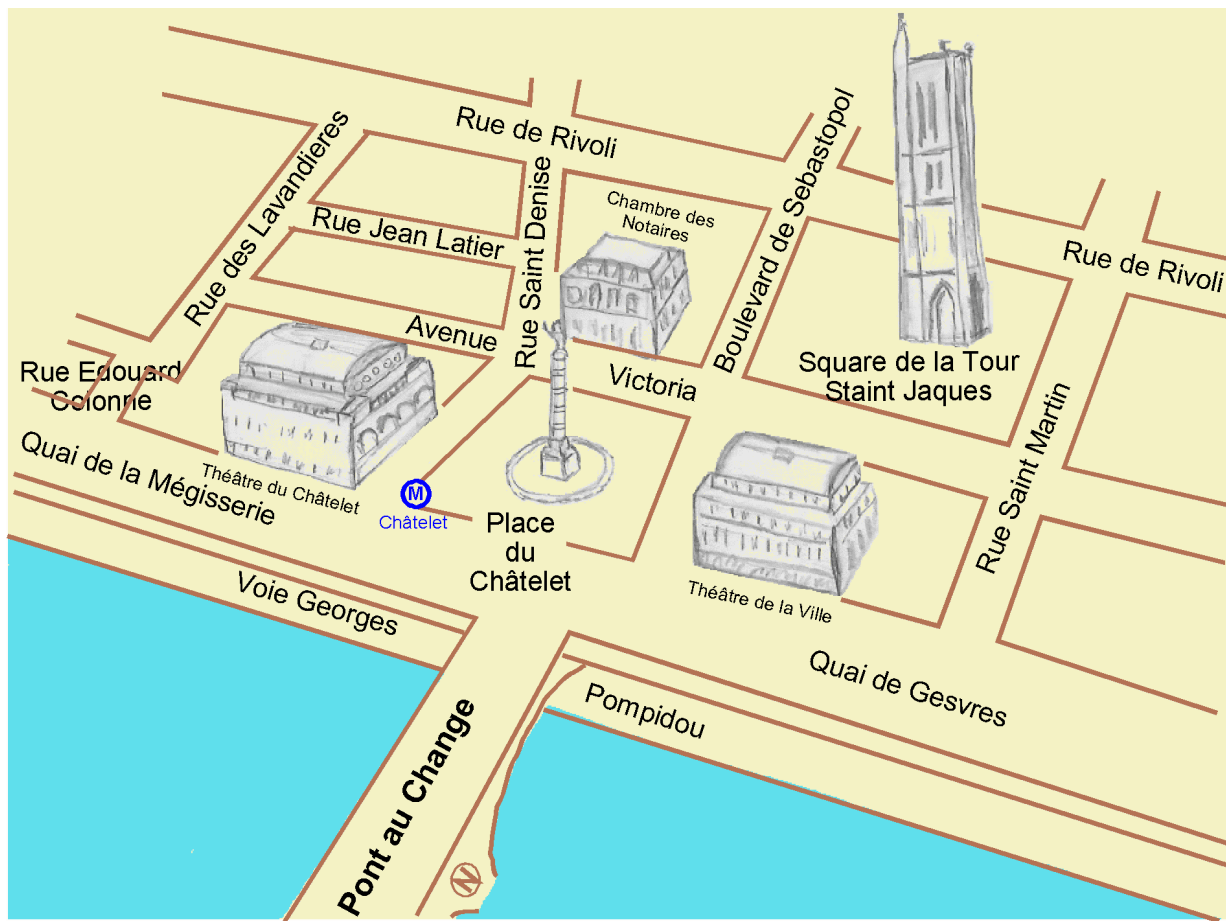 Rue de Rivoli
Boulevard de Sebastopol
Rue des Lavandieres
Rue Saint Denise
Chambre des
Notaires
Rue Jean Latier
Rue de Rivoli
Avenue
Victoria
Rue Edouard
Colonne
Square de la Tour
Staint Jaques
Rue Saint Martin
Quai de la Mégisserie
Théâtre du Châtelet
M
Châtelet
Place
du
Châtelet
Théâtre de la Ville
Voie Georges
Quai de Gesvres
Pompidou
Pont au Change
N